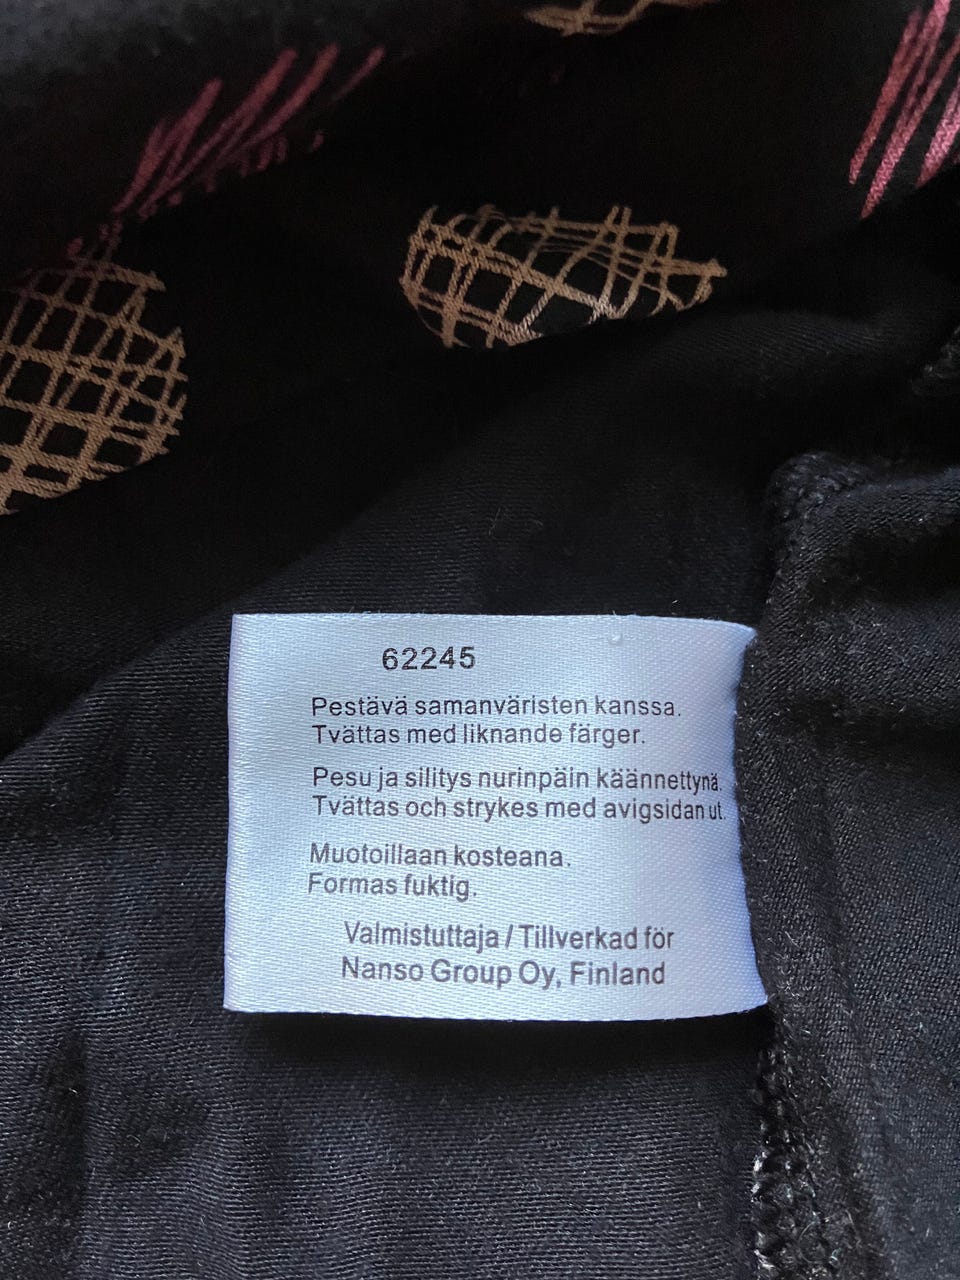 62245
Pestävä samanväristen kanssa.
Tvättas med liknande färger.
Pesu ja silitys nurinpäin käännettynä.
Tvättas och strykes med avigsidan ut.
Muotoillaan kosteana.
Formas fuktig.
Valmistuttaja / Tillverkad för
Nanso Group Oy, Finland